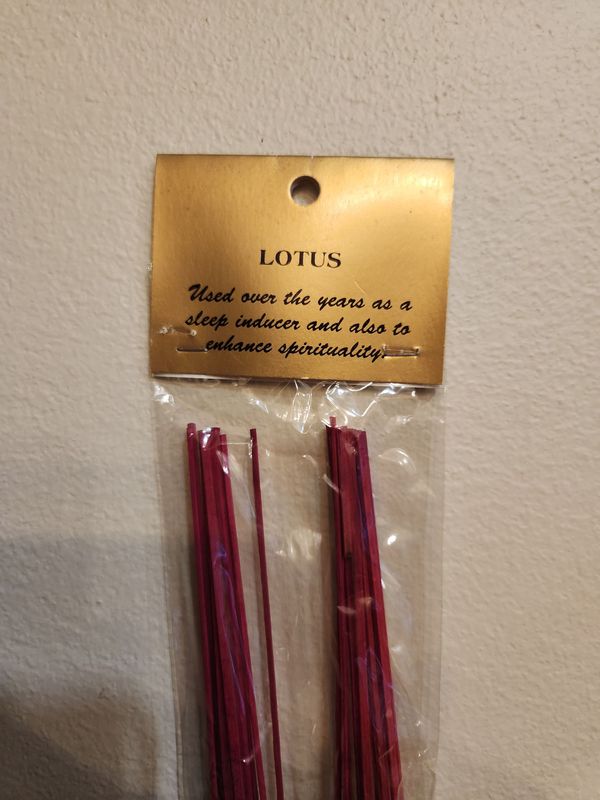 LOTUS
Used over the years as a
sleep inducer and also to
enhance spirituality.